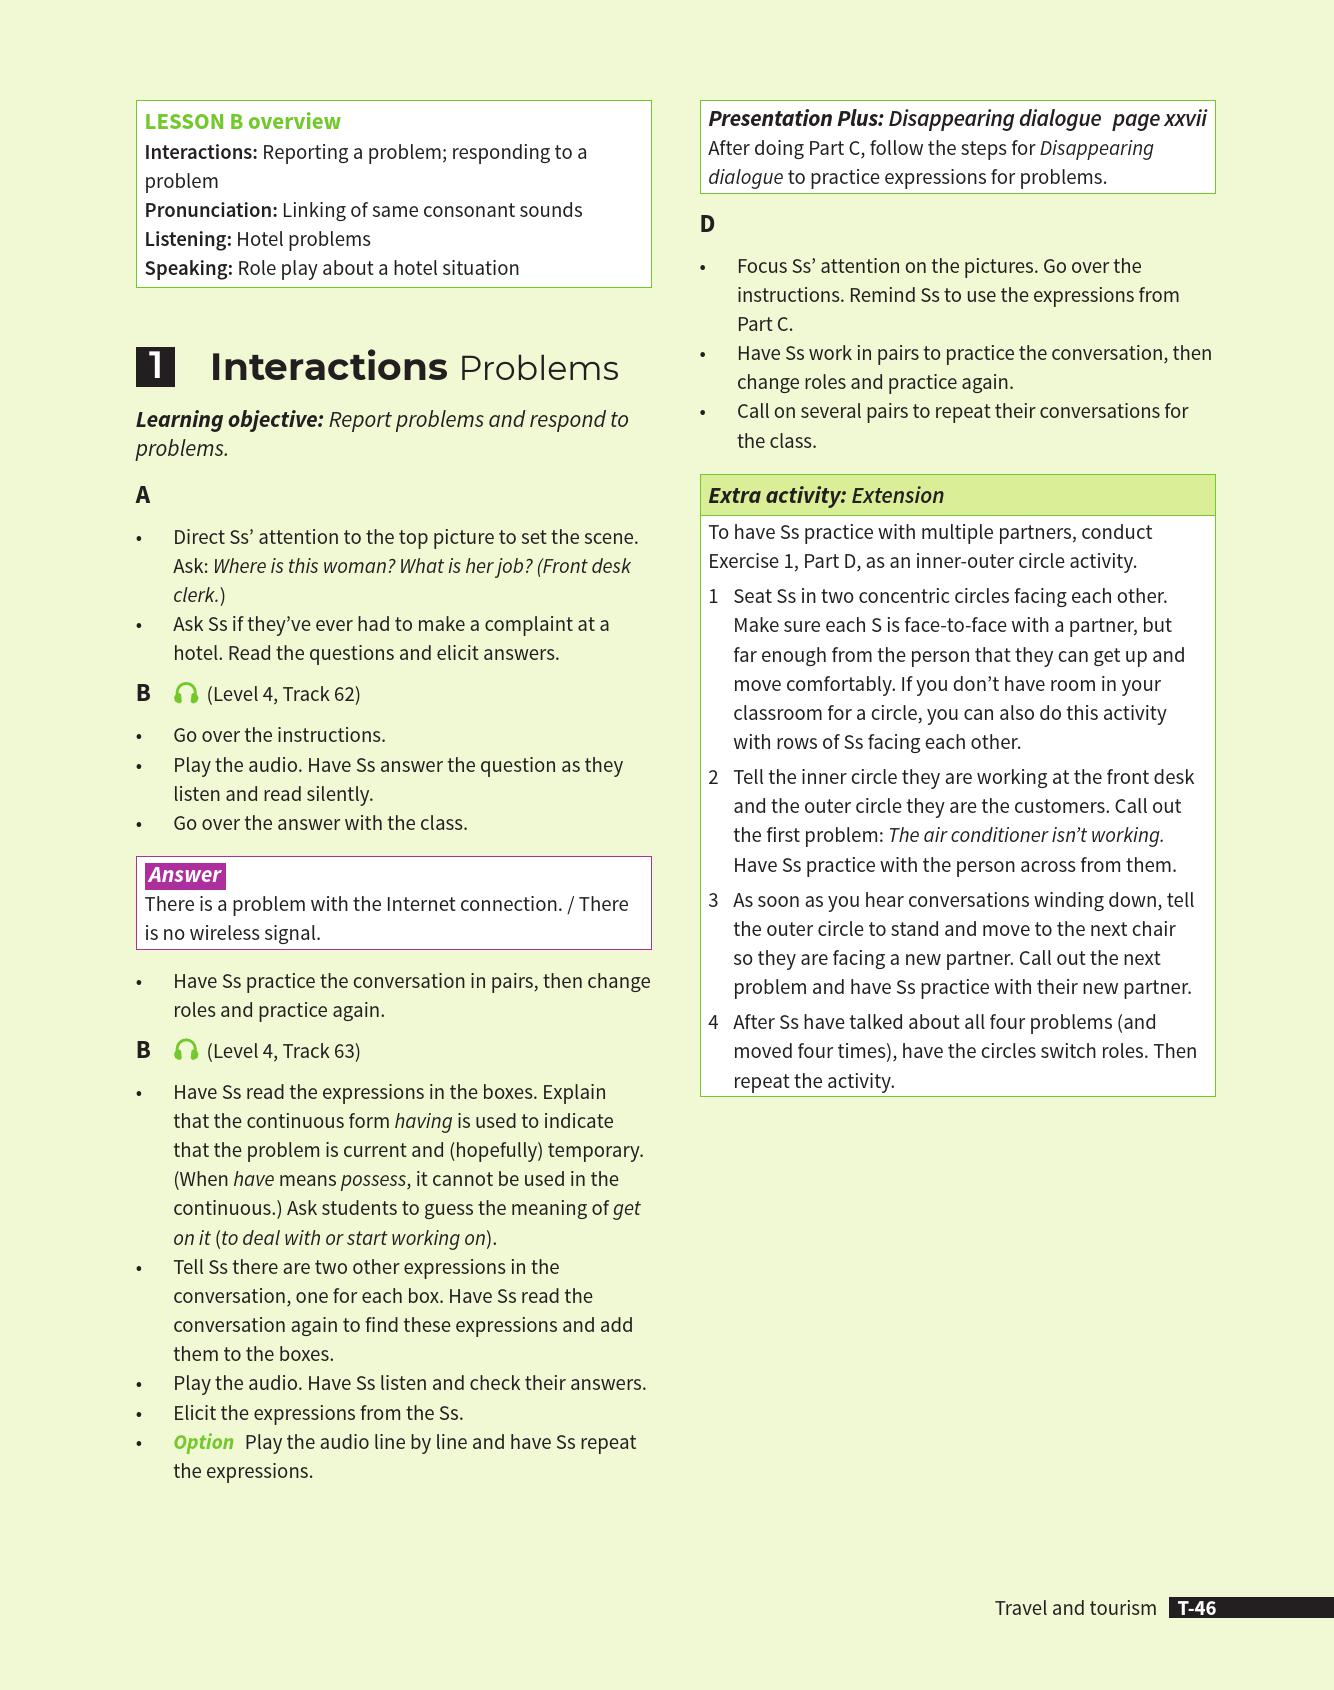 LESSON B overview
Interactions: Reporting a problem; responding to a
problem
Pronunciation: Linking of same consonant sounds
Listening: Hotel problems
Speaking: Role play about a hotel situation
1 Interactions Problems
Learning objective: Report problems and respond to
problems.
A
• Direct Ss’ attention to the top picture to set the scene.
Ask: Where is this woman? What is her job? (Front desk
clerk.)
• Ask Ss if they’ve ever had to make a complaint at a
hotel. Read the questions and elicit answers.
B (Level 4, Track 62)
• Go over the instructions.
• Play the audio. Have Ss answer the question as they
listen and read silently.
• Go over the answer with the class.
Answer
There is a problem with the Internet connection. / There
is no wireless signal.
• Have Ss practice the conversation in pairs, then change
roles and practice again.
B (Level 4, Track 63)
• Have Ss read the expressions in the boxes. Explain
that the continuous form having is used to indicate
that the problem is current and (hopefully) temporary.
(When have means possess, it cannot be used in the
continuous.) Ask students to guess the meaning of get
on it (to deal with or start working on).
• Tell Ss there are two other expressions in the
conversation, one for each box. Have Ss read the
conversation again to find these expressions and add
them to the boxes.
• Play the audio. Have Ss listen and check their answers.
• Elicit the expressions from the Ss.
• Option Play the audio line by line and have Ss repeat
the expressions.
Presentation Plus: Disappearing dialogue page xxvii
After doing Part C, follow the steps for Disappearing
dialogue to practice expressions for problems.
D
• Focus Ss’ attention on the pictures. Go over the
instructions. Remind Ss to use the expressions from
Part C.
• Have Ss work in pairs to practice the conversation, then
change roles and practice again.
• Call on several pairs to repeat their conversations for
the class.
Extra activity: Extension
To have Ss practice with multiple partners, conduct
Exercise 1, Part D, as an inner-outer circle activity.
1 Seat Ss in two concentric circles facing each other.
Make sure each S is face-to-face with a partner, but
far enough from the person that they can get up and
move comfortably. If you don’t have room in your
classroom for a circle, you can also do this activity
with rows of Ss facing each other.
2 Tell the inner circle they are working at the front desk
and the outer circle they are the customers. Call out
the first problem: The air conditioner isn’t working.
Have Ss practice with the person across from them.
3 As soon as you hear conversations winding down, tell
the outer circle to stand and move to the next chair
so they are facing a new partner. Call out the next
problem and have Ss practice with their new partner.
4 After Ss have talked about all four problems (and
moved four times), have the circles switch roles. Then
repeat the activity.
Travel and tourism T-46